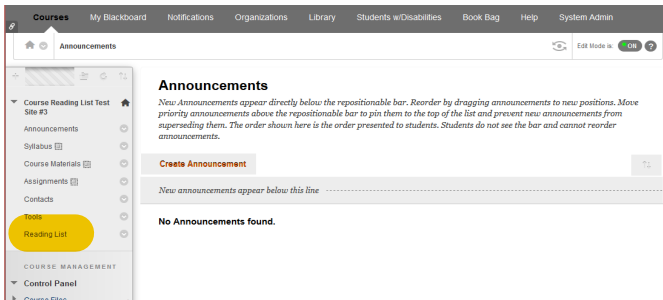 Courses My Blackboard Notifications Organizations Library Students w/Disabilities Book Bag Help System Admin
Announcements Edit Mode is: ON ?
Course Reading List Test
Site #3
Announcements
Syllabus
Course Materials
Assignments
Contacts
Tools
Reading List
COURSE MANAGEMENT
Control Panel
Course Files
Announcements
New Announcements appear directly below the repositionable bar. Reorder by dragging announcements to new positions. Move
priority announcements above the repositionable bar to pin them to the top of the list and prevent new announcements from
superseding them. The order shown here is the order presented to students. Students do not see the bar and cannot reorder
announcements.
Create Announcement
New announcements appear below this line
No Announcements found.